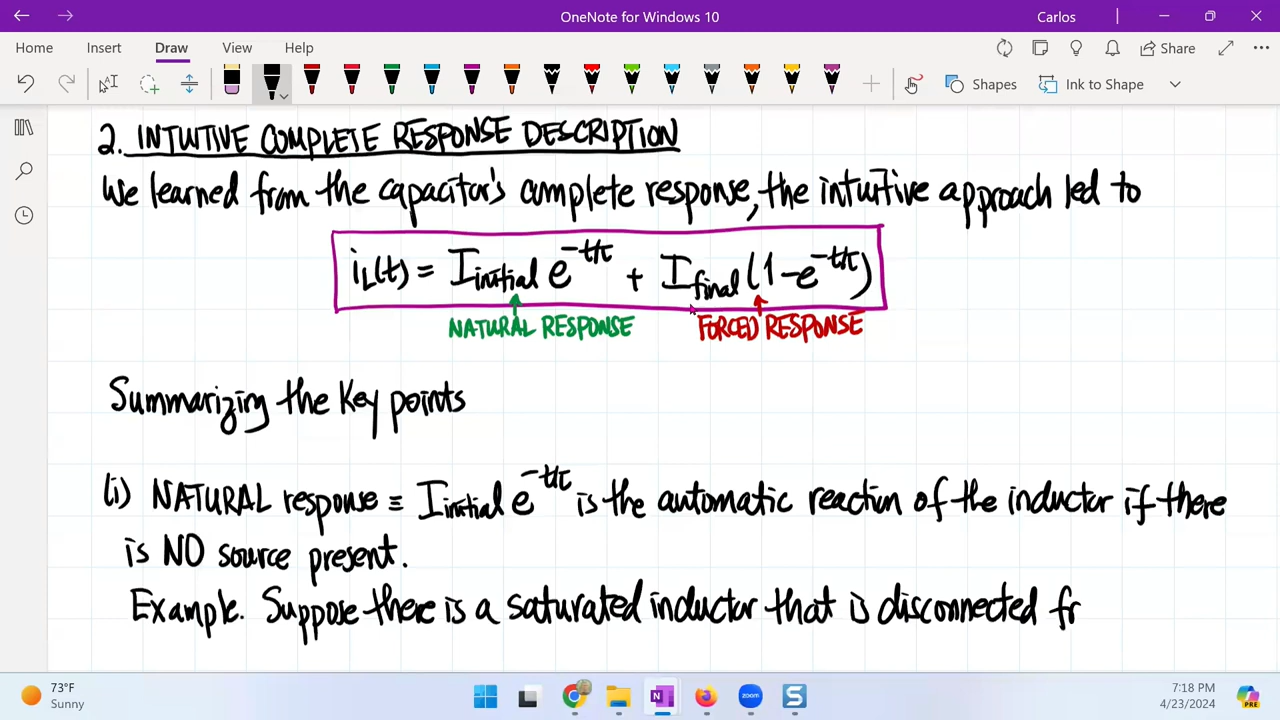 OneNote for Windows 10
Carlos
Home Insert Draw View Help
Share
Shapes
Ink to Shape
2. INTUITIVE COMPLETE RESPONSE DESCRIPTION
We learned from the capacitor's complete response, the intuitive approach led to
iL(t) = Iinitial e^-t/τ + Ifinal (1-e^-t/τ)
NATURAL RESPONSE FORCED RESPONSE
Summarizing the key points
(i) NATURAL response ≡ Iinitial e^-t/τ is the automatic reaction of the inductor if there
is NO source present.
Example. Suppose there is a saturated inductor that is disconnected fr
73°F
Sunny
zoom
S
7:18 PM
4/23/2024
PRE